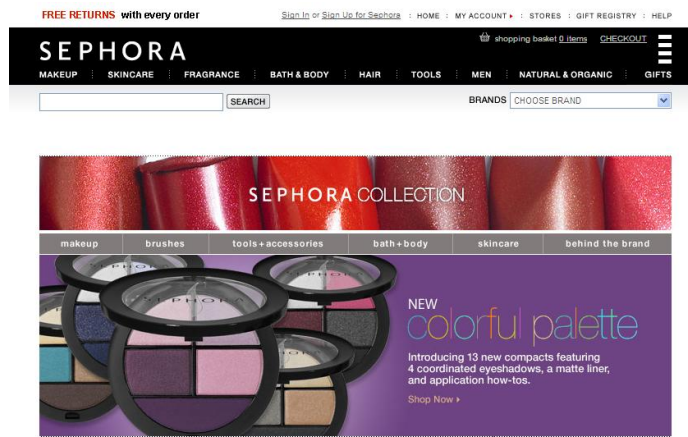 FREE RETURNS with every order
Sign In or Sign Up for Sephora : HOME : MY ACCOUNT : STORES : GIFT REGISTRY : HELP
shopping basket 0 items CHECKOUT
SEPHORA
MAKEUP SKINCARE FRAGRANCE BATH & BODY HAIR TOOLS MEN NATURAL & ORGANIC GIFTS
SEARCH
BRANDS CHOOSE BRAND
SEPHORA COLLECTION
makeup brushes tools+accessories bath+body skincare behind the brand
SEPHORA
SEPHORA
NEW
colorful palette
Introducing 13 new compacts featuring
4 coordinated eyeshadows, a matte liner,
and application how-tos.
Shop Now